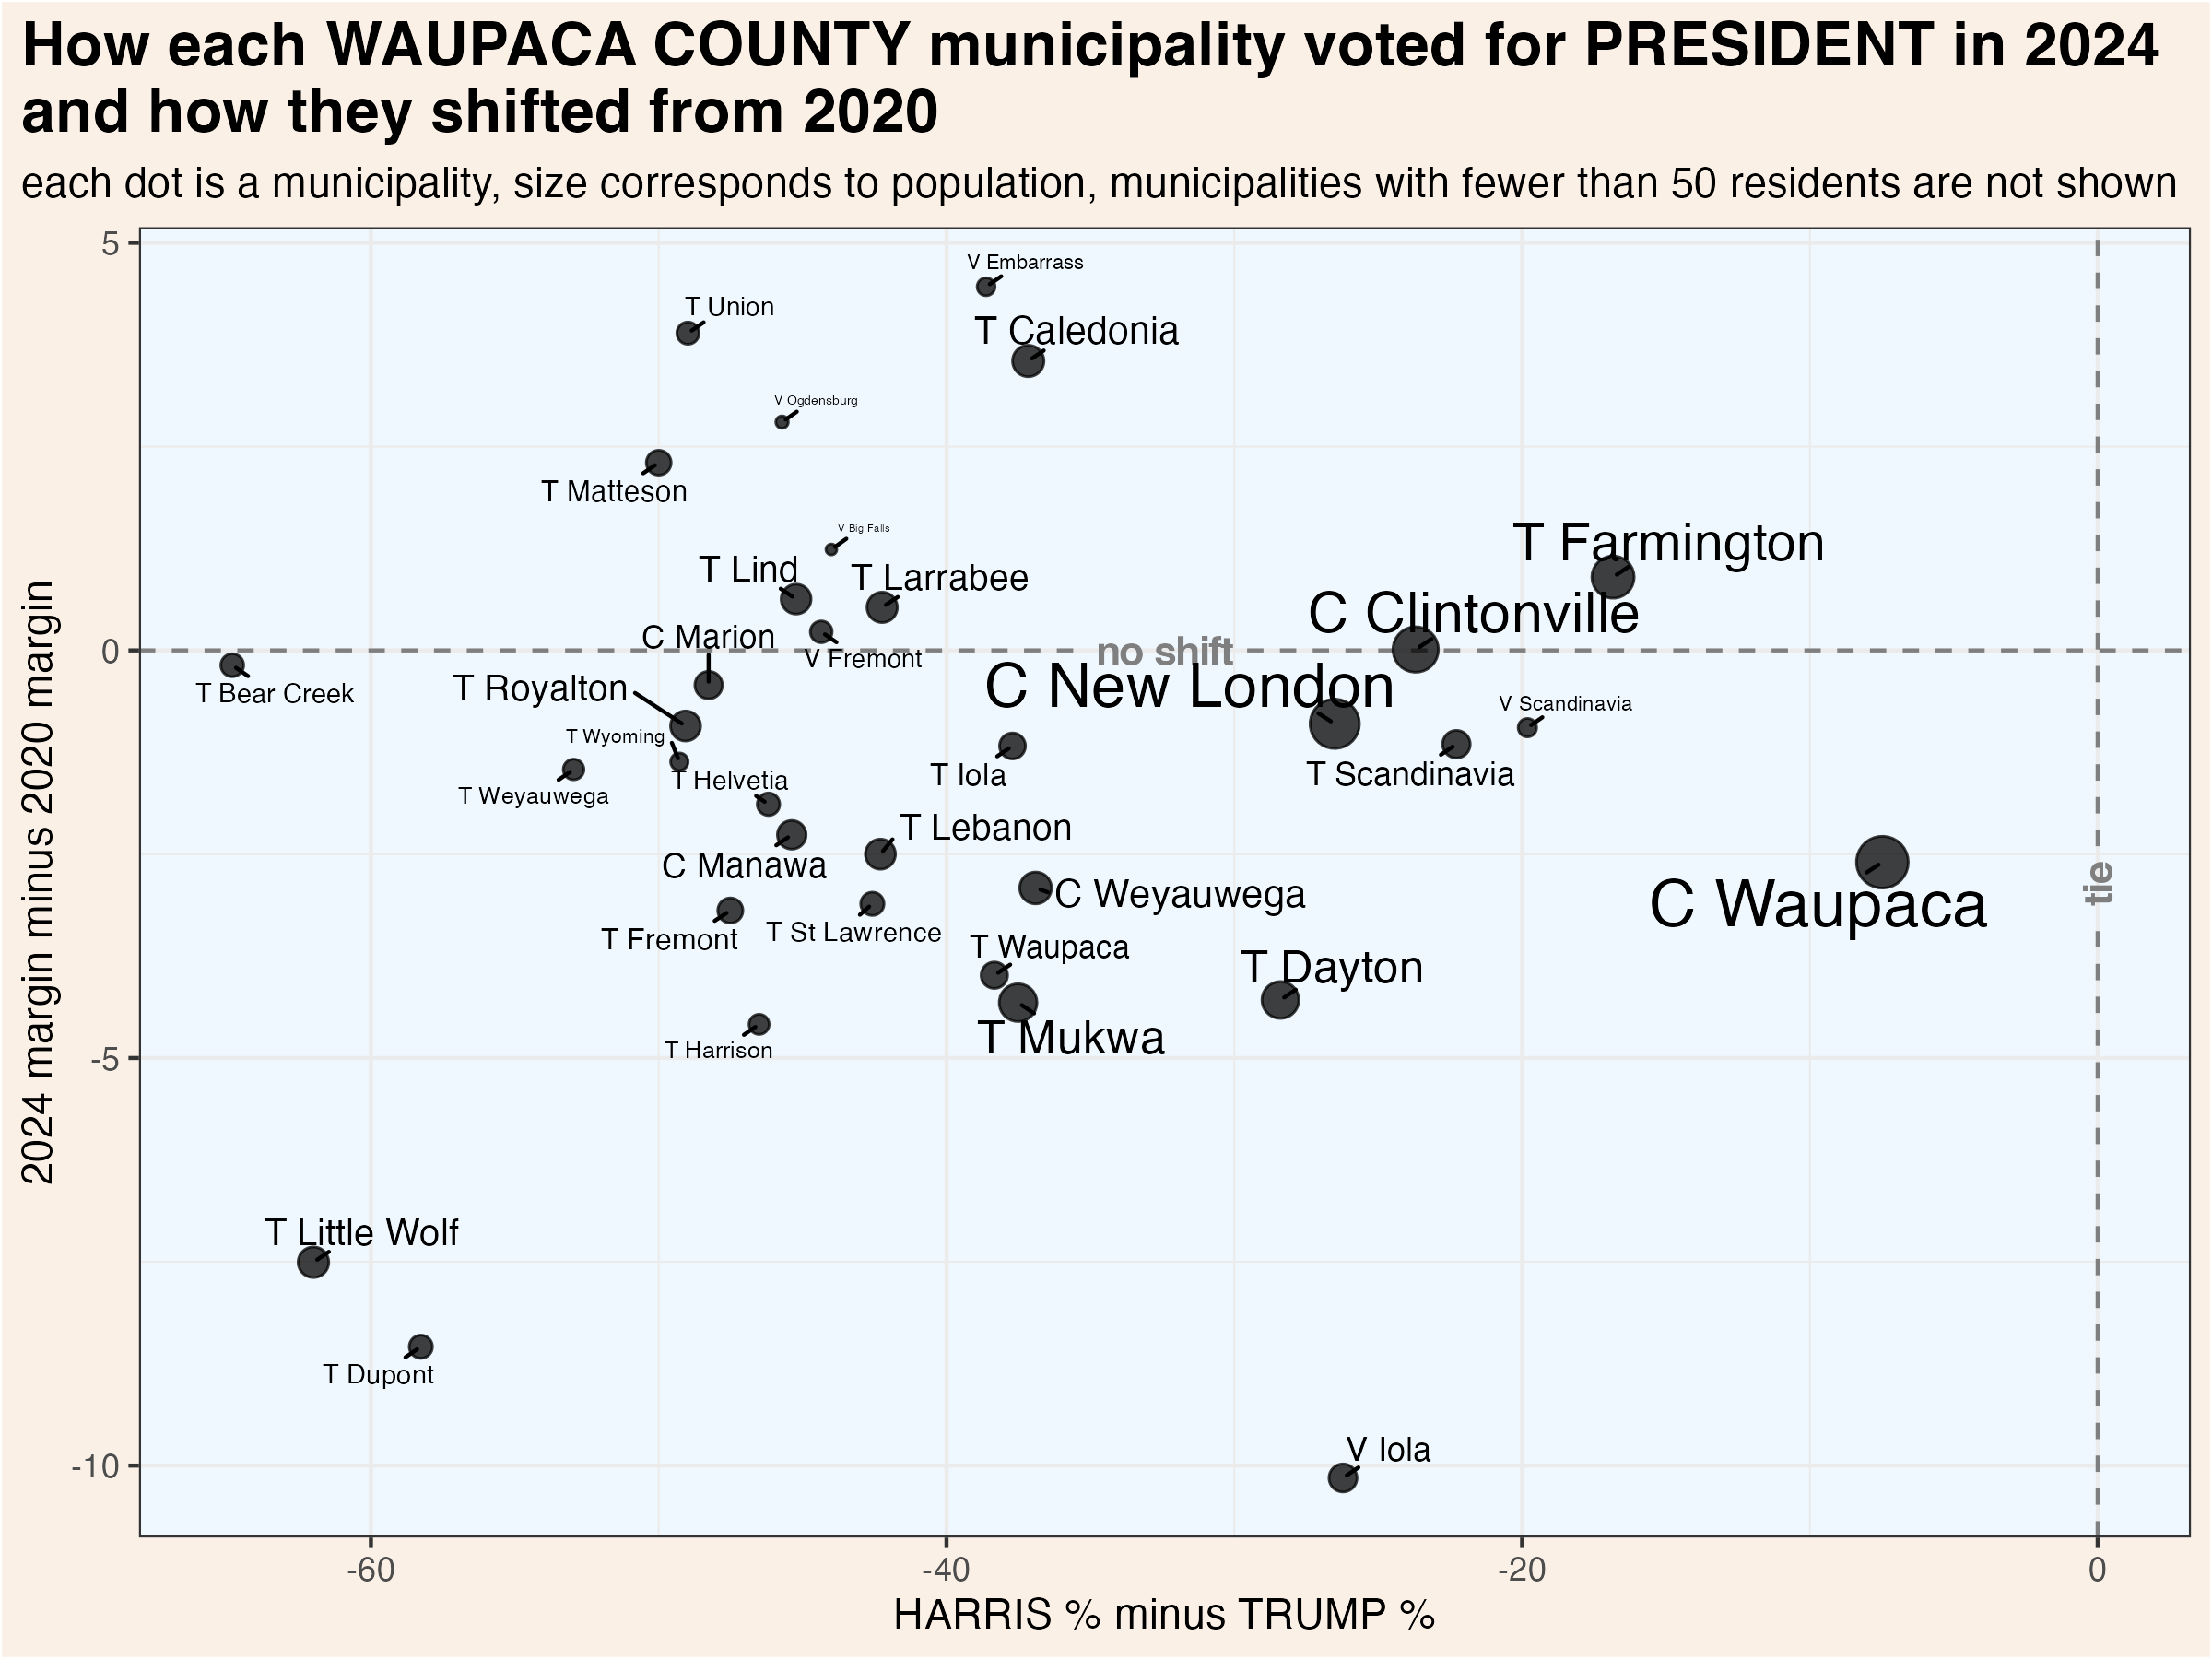 How each WAUPACA COUNTY municipality voted for PRESIDENT in 2024
and how they shifted from 2020
each dot is a municipality, size corresponds to population, municipalities with fewer than 50 residents are not shown
5
V Embarrass
T Union
T Caledonia
V Ogdensburg
T Matteson
V Big Falls
T Farmington
T Lind
T Larrabee
C Clintonville
C Marion
0
no shift
V Fremont
T Bear Creek
T Royalton
C New London
V Scandinavia
T Wyoming
T Iola
T Scandinavia
T Helvetia
T Weyauwega
T Lebanon
C Manawa
tie
C Weyauwega
C Waupaca
T Fremont
T St Lawrence
T Waupaca
T Dayton
T Mukwa
T Harrison
-5
T Little Wolf
T Dupont
V Iola
-10
2024 margin minus 2020 margin
-60
-40
-20
0
HARRIS % minus TRUMP %